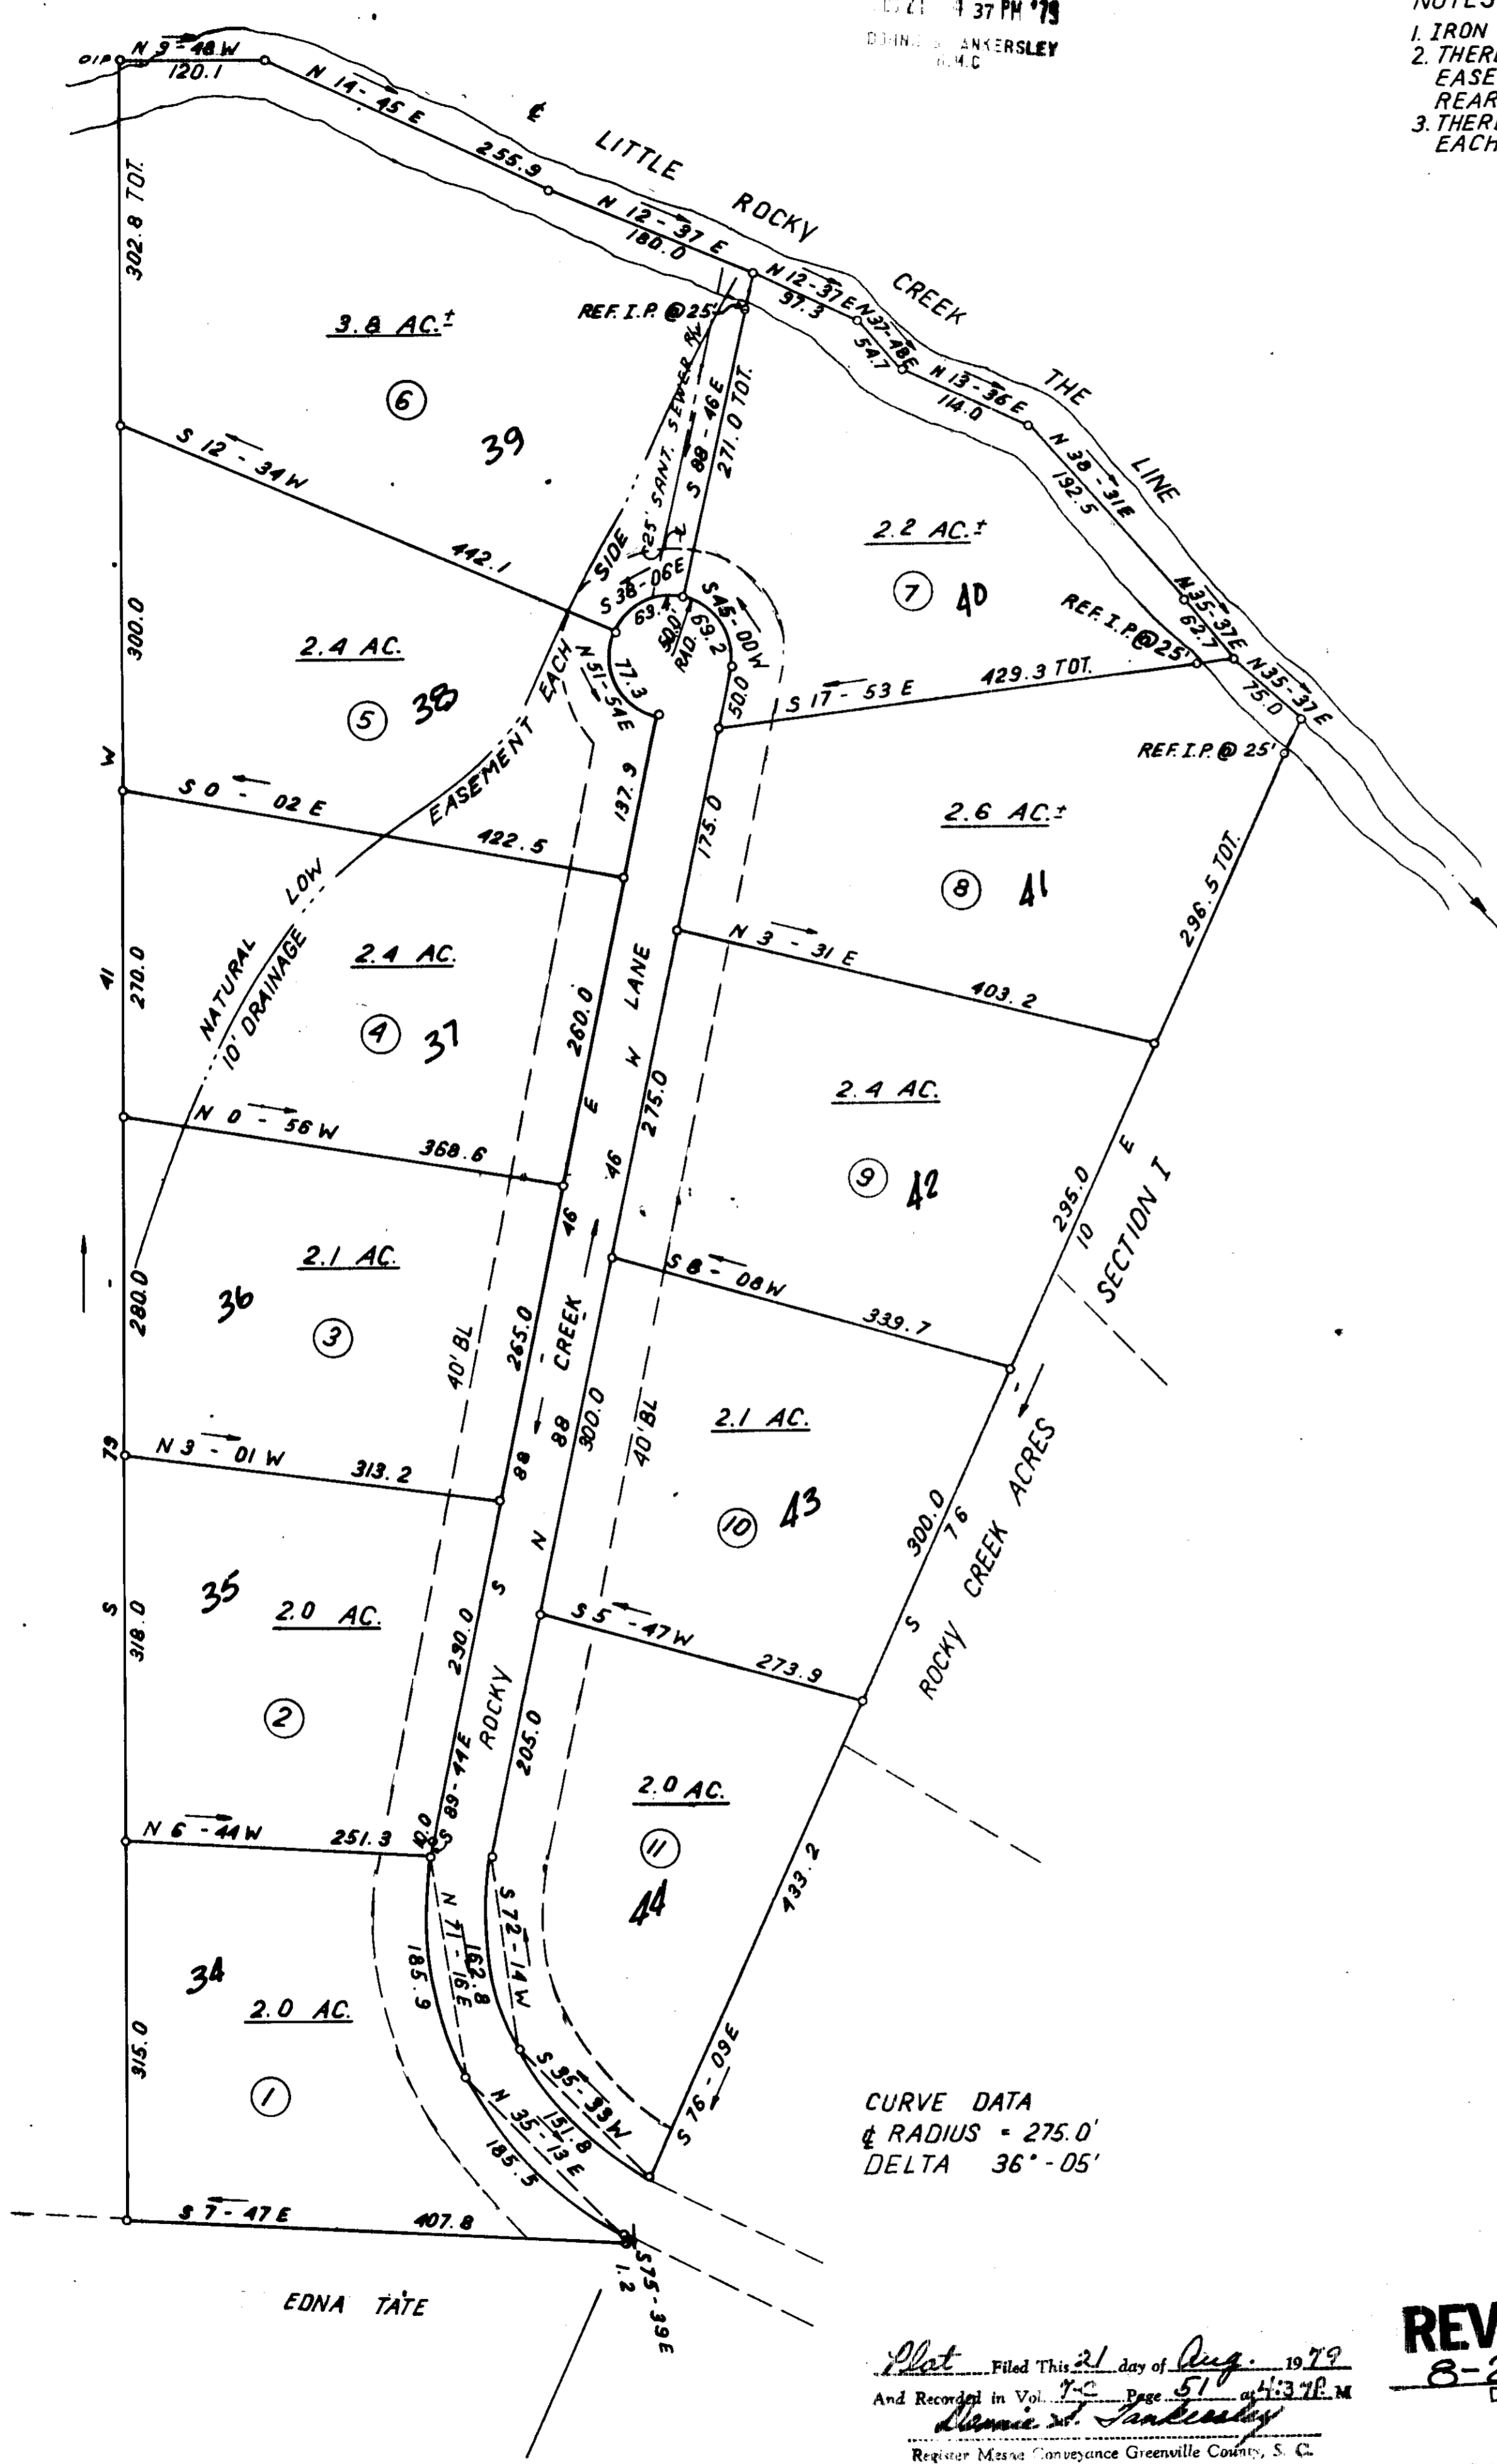 4 37 PM '79
ANKERSLEY
1. IRON
2. THERE
EASE
REAR
3. THERE
EACH
OIP
N 9-48 W
120.1
N 14-45 E
255.9
℄ LITTLE ROCKY CREEK THE LINE
N 12-37 E
180.0
N 12-37 E
97.3
N 37-48 E
54.7
N 13-36 E
114.0
N 38-31 E
192.5
N 35-37 E
62.7
N 35-37 E
75.0
302.8 TOT.
3.8 AC.±
6
39
REF. I.P. @ 25'
25' SANT. SEWER R/W
S 88-46 E
271.0 TOT.
2.2 AC.±
7
40
REF. I.P. @ 25'
S 12-34 W
442.1
S 38-06 E
63.4
50.0'
RAD.
69.2
S 45-00 W
77.3
N 51-54 E
50.0
S 17-53 E
429.3 TOT.
REF. I.P. @ 25'
300.0
2.4 AC.
5
38
NATURAL LOW
10' DRAINAGE EASEMENT EACH SIDE
137.9
175.0
2.6 AC.±
8
41
296.5 TOT.
S 0-02 E
422.5
N 3-31 E
403.2
S 79-41 W
270.0
2.4 AC.
4
37
260.0
275.0
2.4 AC.
9
42
295.0
N 0-56 W
368.6
S 8-08 W
339.7
280.0
2.1 AC.
36
3
40' BL
265.0
S 88-46 E
N 88-46 W
ROCKY CREEK LANE
300.0
40' BL
2.1 AC.
10
43
300.0
S 76-10 E
ROCKY CREEK ACRES SECTION I
N 3-01 W
313.2
S 5-47 W
273.9
318.0
35
2.0 AC.
2
290.0
205.0
2.0 AC.
11
44
433.2
N 6-44 W
251.3
10.0
S 89-44 E
315.0
34
2.0 AC.
1
185.9
N 71-16 E
162.8
S 72-14 W
N 35-13 E
185.5
S 35-33 W
151.8
S 76-09 E
S 7-47 E
407.8
S 75-39 E
1.2
EDNA TATE
CURVE DATA
℄ RADIUS = 275.0'
DELTA 36°-05'
REV
8-2
Plat Filed This 21 day of Aug. 1979
And Recorded in Vol. 7-C Page 51 at 4:37 P. M
Donnie S. Tankersley
Register Mesne Conveyance Greenville County, S. C.